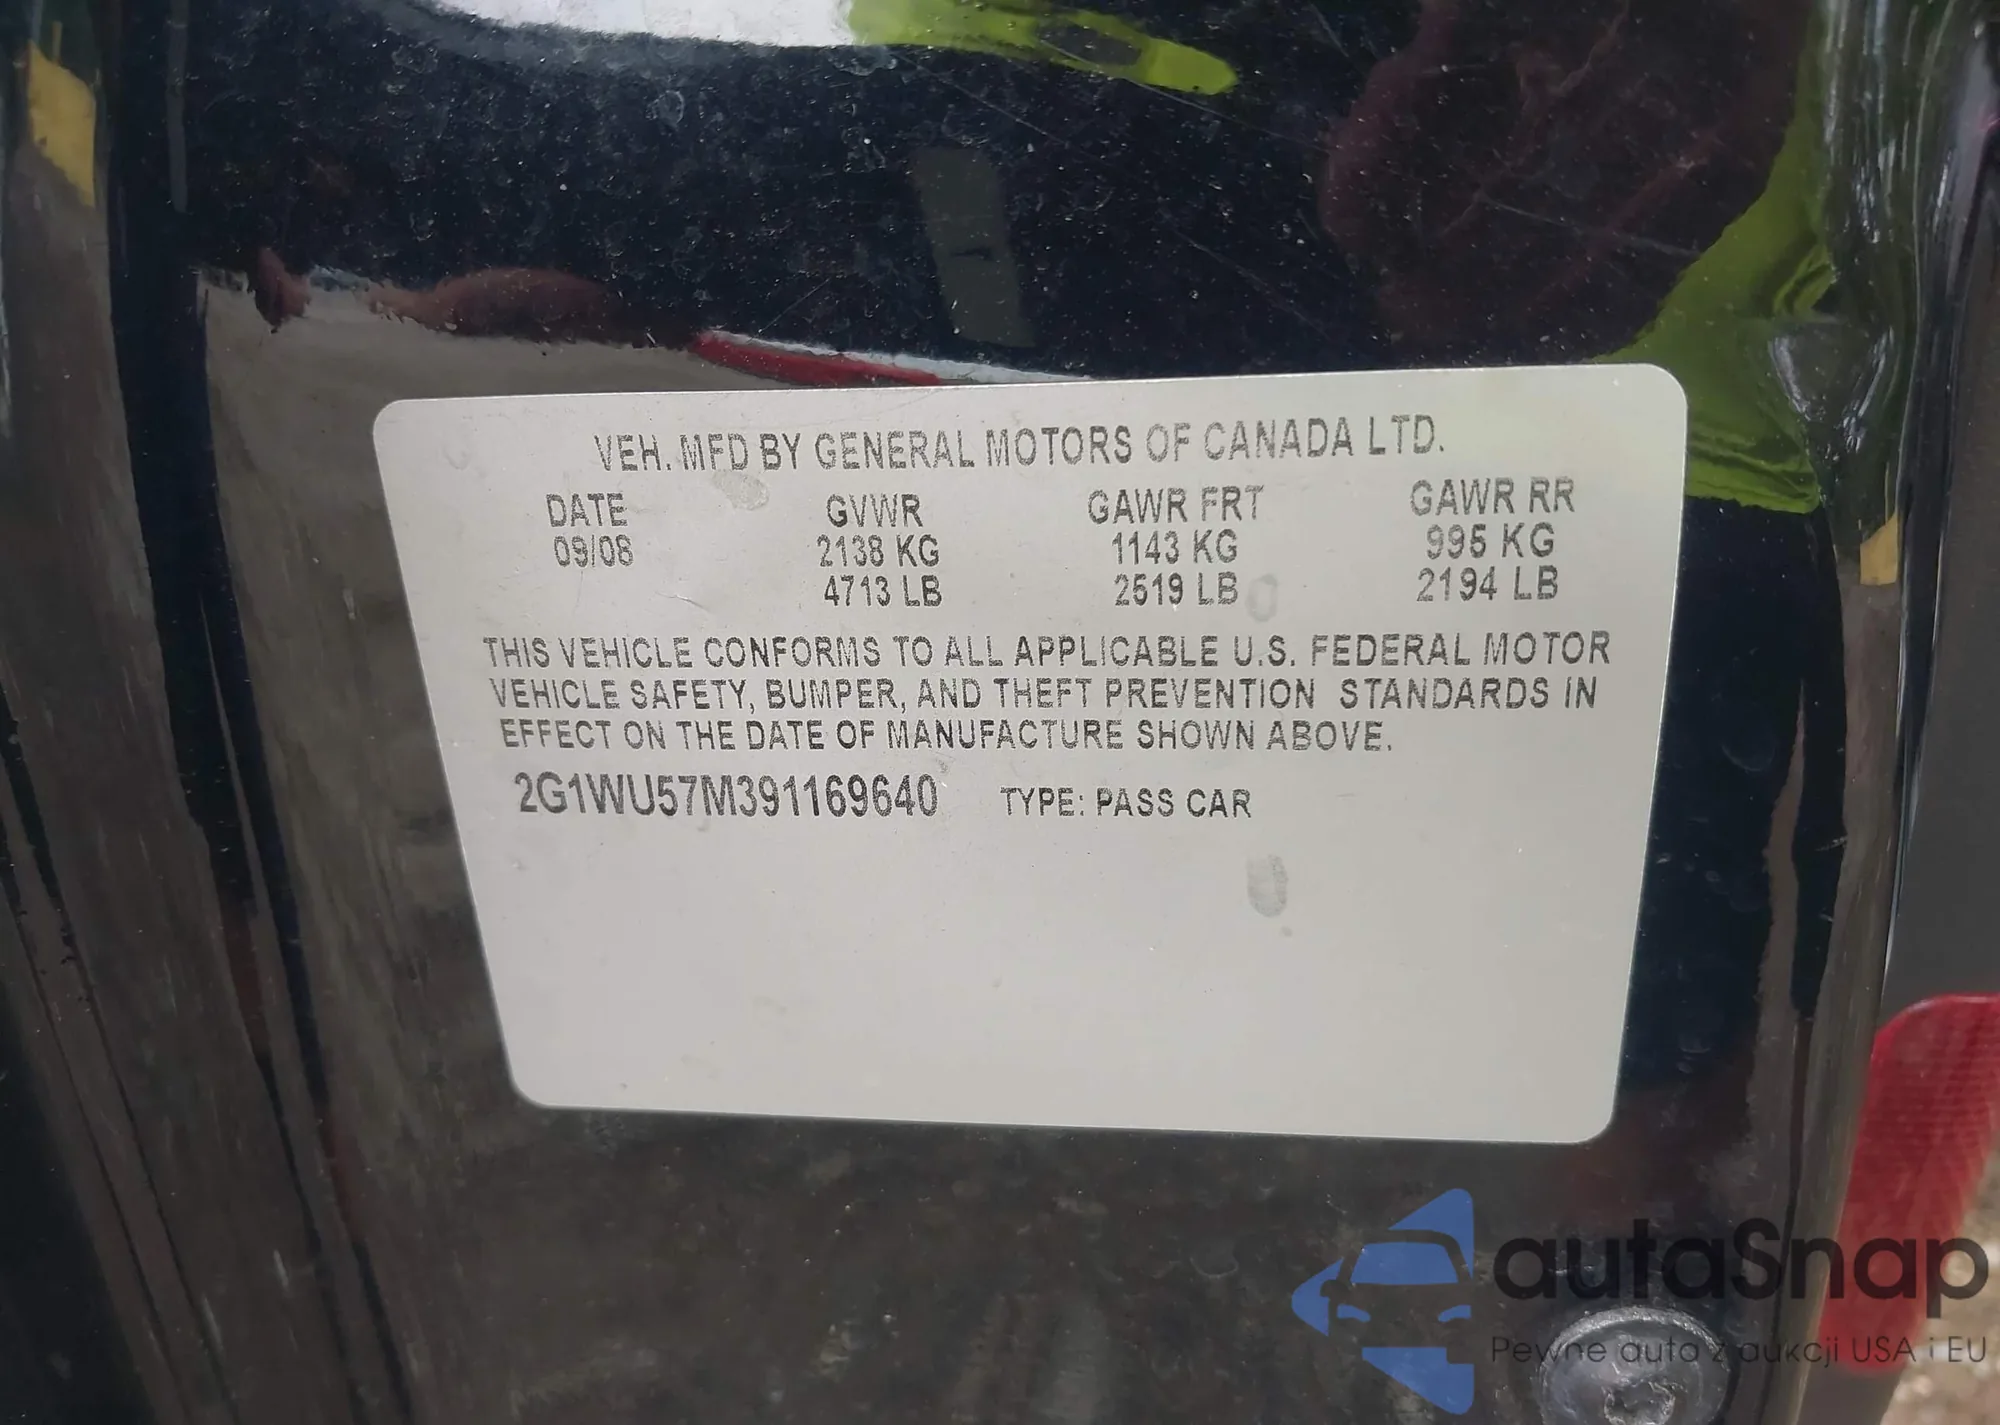 VEH. MFD BY GENERAL MOTORS OF CANADA LTD.
DATE GVWR GAWR FRT GAWR RR
09/08 2138 KG 1143 KG 995 KG
4713 LB 2519 LB 2194 LB
THIS VEHICLE CONFORMS TO ALL APPLICABLE U.S. FEDERAL MOTOR
VEHICLE SAFETY, BUMPER, AND THEFT PREVENTION STANDARDS IN
EFFECT ON THE DATE OF MANUFACTURE SHOWN ABOVE.
2G1WU57M391169640 TYPE: PASS CAR
autaSnap
Pewne auta z aukcji USA i EU